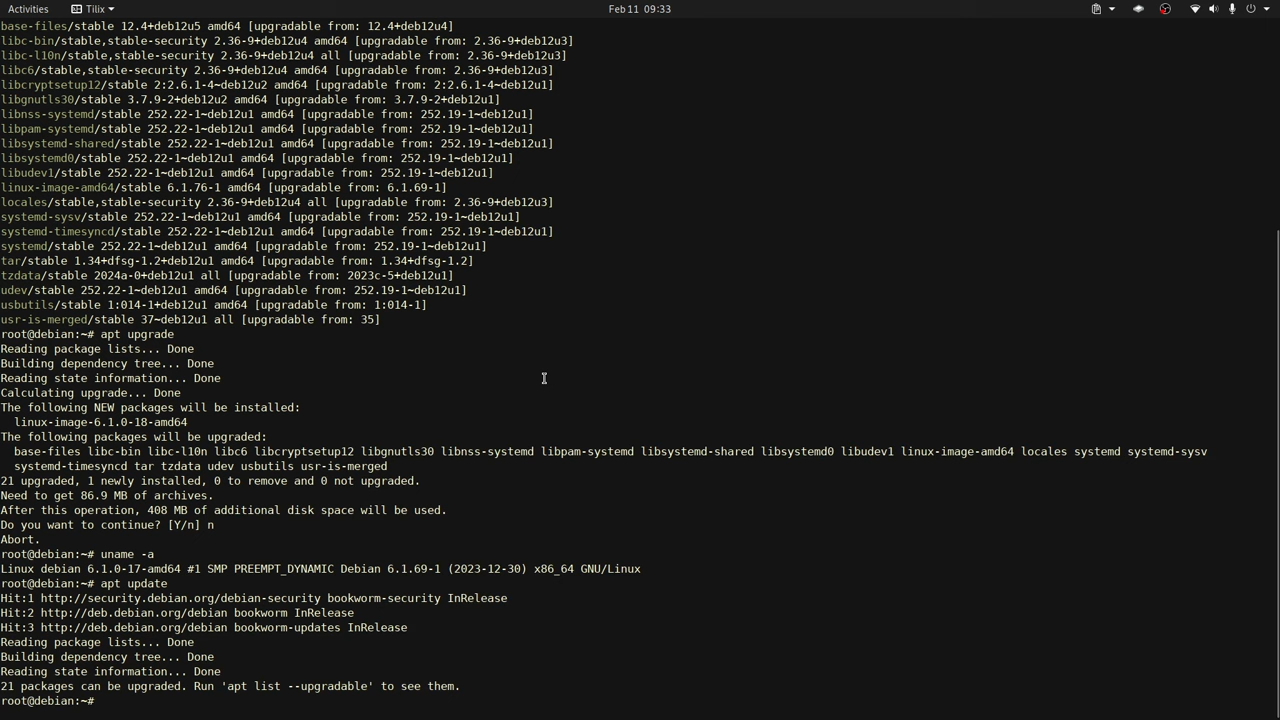 Activities Tilix Feb 11 09:33
base-files/stable 12.4+deb12u5 amd64 [upgradable from: 12.4+deb12u4]
libc-bin/stable,stable-security 2.36-9+deb12u4 amd64 [upgradable from: 2.36-9+deb12u3]
libc-l10n/stable,stable-security 2.36-9+deb12u4 all [upgradable from: 2.36-9+deb12u3]
libc6/stable,stable-security 2.36-9+deb12u4 amd64 [upgradable from: 2.36-9+deb12u3]
libcryptsetup12/stable 2:2.6.1-4~deb12u2 amd64 [upgradable from: 2:2.6.1-4~deb12u1]
libgnutls30/stable 3.7.9-2+deb12u2 amd64 [upgradable from: 3.7.9-2+deb12u1]
libnss-systemd/stable 252.22-1~deb12u1 amd64 [upgradable from: 252.19-1~deb12u1]
libpam-systemd/stable 252.22-1~deb12u1 amd64 [upgradable from: 252.19-1~deb12u1]
libsystemd-shared/stable 252.22-1~deb12u1 amd64 [upgradable from: 252.19-1~deb12u1]
libsystemd0/stable 252.22-1~deb12u1 amd64 [upgradable from: 252.19-1~deb12u1]
libudev1/stable 252.22-1~deb12u1 amd64 [upgradable from: 252.19-1~deb12u1]
linux-image-amd64/stable 6.1.76-1 amd64 [upgradable from: 6.1.69-1]
locales/stable,stable-security 2.36-9+deb12u4 all [upgradable from: 2.36-9+deb12u3]
systemd-sysv/stable 252.22-1~deb12u1 amd64 [upgradable from: 252.19-1~deb12u1]
systemd-timesyncd/stable 252.22-1~deb12u1 amd64 [upgradable from: 252.19-1~deb12u1]
systemd/stable 252.22-1~deb12u1 amd64 [upgradable from: 252.19-1~deb12u1]
tar/stable 1.34+dfsg-1.2+deb12u1 amd64 [upgradable from: 1.34+dfsg-1.2]
tzdata/stable 2024a-0+deb12u1 all [upgradable from: 2023c-5+deb12u1]
udev/stable 252.22-1~deb12u1 amd64 [upgradable from: 252.19-1~deb12u1]
usbutils/stable 1:014-1+deb12u1 amd64 [upgradable from: 1:014-1]
usr-is-merged/stable 37~deb12u1 all [upgradable from: 35]
root@debian:~# apt upgrade
Reading package lists... Done
Building dependency tree... Done
Reading state information... Done
Calculating upgrade... Done
The following NEW packages will be installed:
linux-image-6.1.0-18-amd64
The following packages will be upgraded:
base-files libc-bin libc-l10n libc6 libcryptsetup12 libgnutls30 libnss-systemd libpam-systemd libsystemd-shared libsystemd0 libudev1 linux-image-amd64 locales systemd systemd-sysv
systemd-timesyncd tar tzdata udev usbutils usr-is-merged
21 upgraded, 1 newly installed, 0 to remove and 0 not upgraded.
Need to get 86.9 MB of archives.
After this operation, 408 MB of additional disk space will be used.
Do you want to continue? [Y/n] n
Abort.
root@debian:~# uname -a
Linux debian 6.1.0-17-amd64 #1 SMP PREEMPT_DYNAMIC Debian 6.1.69-1 (2023-12-30) x86_64 GNU/Linux
root@debian:~# apt update
Hit:1 http://security.debian.org/debian-security bookworm-security InRelease
Hit:2 http://deb.debian.org/debian bookworm InRelease
Hit:3 http://deb.debian.org/debian bookworm-updates InRelease
Reading package lists... Done
Building dependency tree... Done
Reading state information... Done
21 packages can be upgraded. Run 'apt list --upgradable' to see them.
root@debian:~#